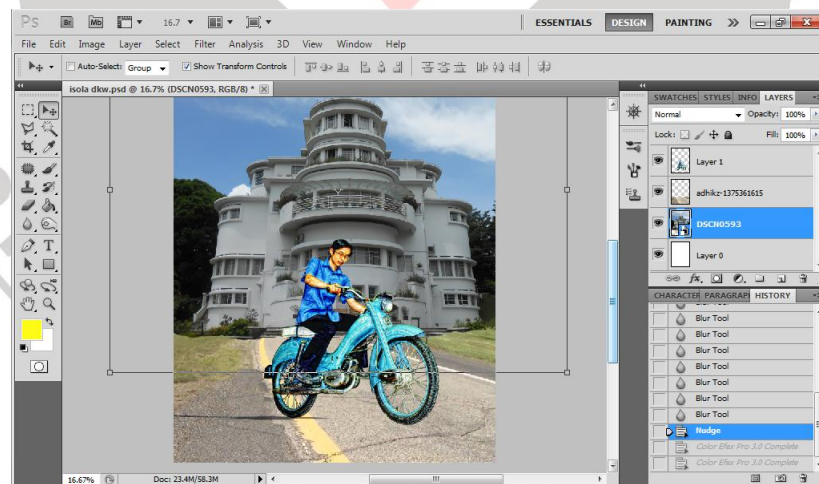 Ps Br Mb 16.7 ESSENTIALS DESIGN PAINTING
File Edit Image Layer Select Filter Analysis 3D View Window Help
Auto-Select: Group Show Transform Controls
isola dkw.psd @ 16.7% (DSCN0593, RGB/8) *
SWATCHES STYLES INFO LAYERS
Normal Opacity: 100%
Lock: Fill: 100%
Layer 1
adhikz-1375361615
DSCN0593
Layer 0
CHARACTER PARAGRAPH HISTORY
Blur Tool
Blur Tool
Blur Tool
Blur Tool
Blur Tool
Blur Tool
Nudge
Color Efex Pro 3.0 Complete
Color Efex Pro 3.0 Complete
16.67% Doc: 23.4M/58.3M